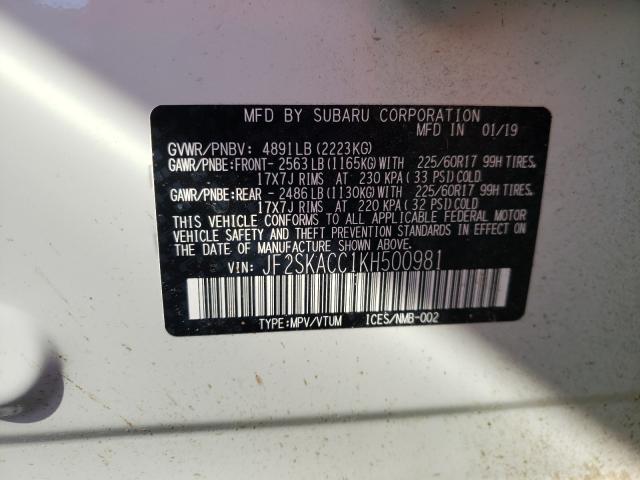 MFD BY SUBARU CORPORATION
MFD IN 01/19
GVWR/PNBV: 4891LB (2223KG)
GAWR/PNBE:FRONT- 2563 LB (1165KG)WITH 225/60R17 99H TIRES,
17X7J RIMS AT 230 KPA (33 PSI) COLD
GAWR/PNBE:REAR - 2486 LB (1130KG)WITH 225/60R17 99H TIRES,
17X7J RIMS AT 220 KPA (32 PSI) COLD
THIS VEHICLE CONFORMS TO ALL APPLICABLE FEDERAL MOTOR
VEHICLE SAFETY AND THEFT PREVENTION STANDARDS IN EFFECT ON
THE DATE OF MANUFACTURE SHOWN ABOVE.
VIN: JF2SKACC1KH500981
TYPE:MPV/VTUM ICES/NMB-002